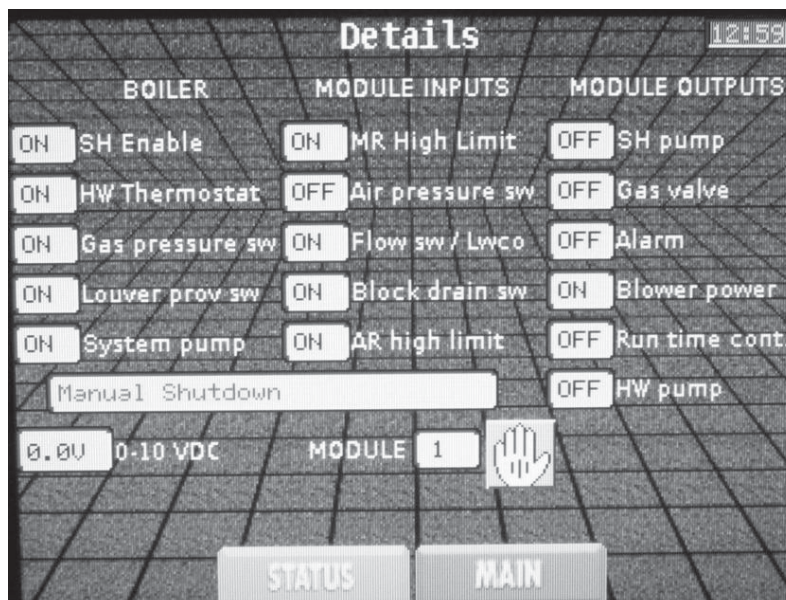 Details 12:59
BOILER MODULE INPUTS MODULE OUTPUTS
ON SH Enable ON MR High Limit OFF SH pump
ON HW Thermostat OFF Air pressure sw OFF Gas valve
ON Gas pressure sw ON Flow sw / Lwco OFF Alarm
ON Louver prov sw ON Block drain sw ON Blower power
ON System pump ON AR high limit OFF Run time cont.
Manual Shutdown OFF HW pump
0.0V 0-10 VDC MODULE 1
STATUS MAIN